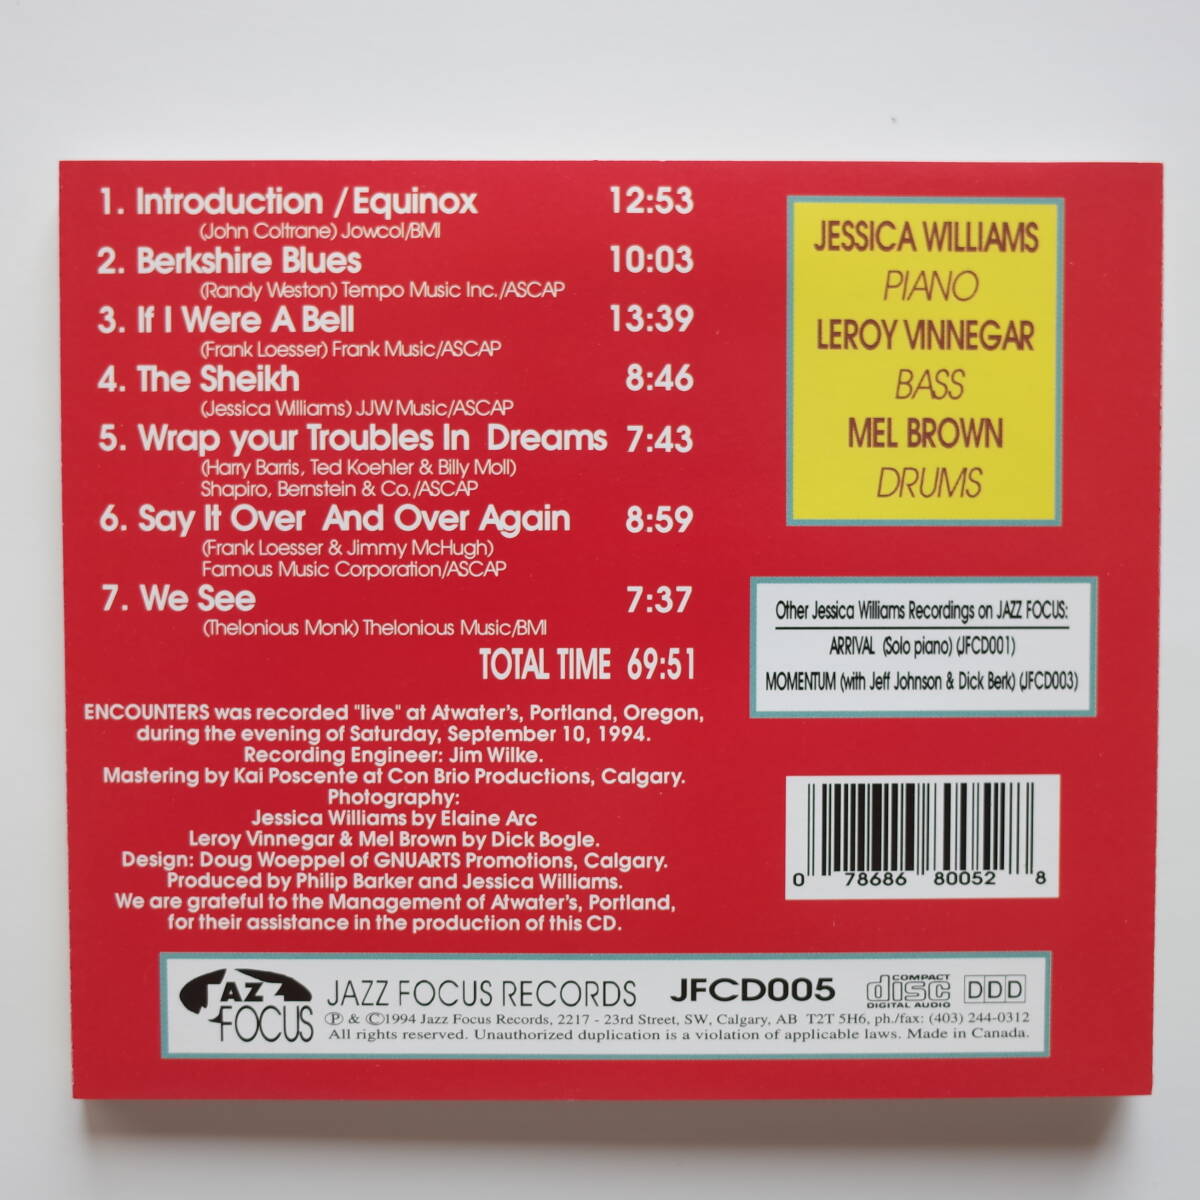 1. Introduction / Equinox 12:53
(John Coltrane) Jowcol/BMI
2. Berkshire Blues 10:03
(Randy Weston) Tempo Music Inc./ASCAP
3. If I Were A Bell 13:39
(Frank Loesser) Frank Music/ASCAP
4. The Sheikh 8:46
(Jessica Williams) JJW Music/ASCAP
5. Wrap your Troubles In Dreams 7:43
(Harry Barris, Ted Koehler & Billy Moll)
Shapiro, Bernstein & Co./ASCAP
6. Say It Over And Over Again 8:59
(Frank Loesser & Jimmy McHugh)
Famous Music Corporation/ASCAP
7. We See 7:37
(Thelonious Monk) Thelonious Music/BMI
TOTAL TIME 69:51
ENCOUNTERS was recorded "live" at Atwater's, Portland, Oregon,
during the evening of Saturday, September 10, 1994.
Recording Engineer: Jim Wilke.
Mastering by Kai Poscente at Con Brio Productions, Calgary.
Photography:
Jessica Williams by Elaine Arc
Leroy Vinnegar & Mel Brown by Dick Bogle.
Design: Doug Woeppel of GNUARTS Promotions, Calgary.
Produced by Philip Barker and Jessica Williams.
We are grateful to the Management of Atwater's, Portland,
for their assistance in the production of this CD.
JESSICA WILLIAMS
PIANO
LEROY VINNEGAR
BASS
MEL BROWN
DRUMS
Other Jessica Williams Recordings on JAZZ FOCUS:
ARRIVAL (Solo piano) (JFCD001)
MOMENTUM (with Jeff Johnson & Dick Berk) (JFCD003)
0 78686 80052 8
JAZZ FOCUS
JAZZ FOCUS RECORDS JFCD005 COMPACT disc DIGITAL AUDIO DDD
℗ & ©1994 Jazz Focus Records, 2217 - 23rd Street, SW, Calgary, AB T2T 5H6, ph./fax: (403) 244-0312
All rights reserved. Unauthorized duplication is a violation of applicable laws. Made in Canada.